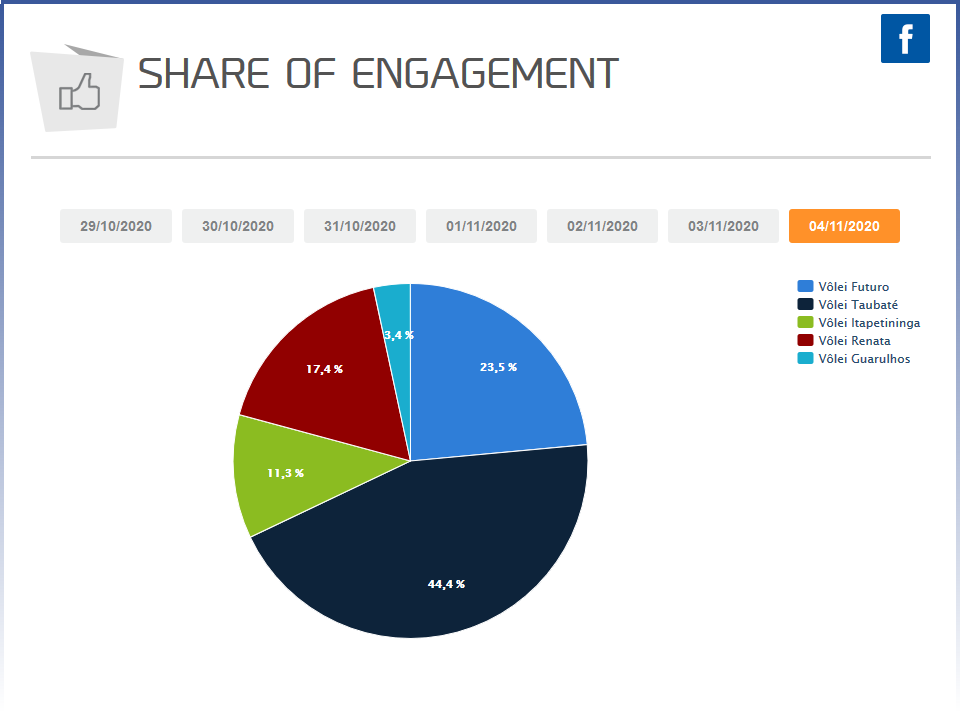 SHARE OF ENGAGEMENT
f
29/10/2020 30/10/2020 31/10/2020 01/11/2020 02/11/2020 03/11/2020 04/11/2020
Vôlei Futuro
Vôlei Taubaté
Vôlei Itapetininga
Vôlei Renata
Vôlei Guarulhos
3,4 %
17,4 %
23,5 %
11,3 %
44,4 %